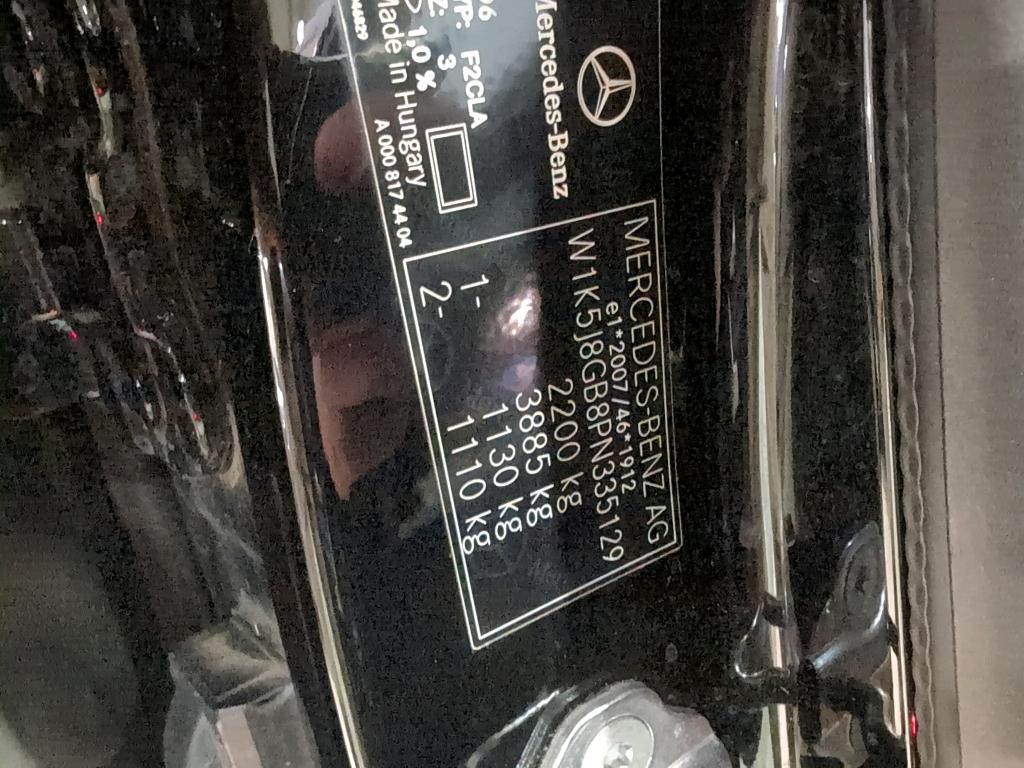 MERCEDES-BENZ AG
e1*2007/46*1912
W1K5J8GB8PN335129
2200 kg
3885 kg
1- 1130 kg
2- 1110 kg
Mercedes-Benz
F2CLA
3
1,0 %
Made in Hungary
A 000 817 44 04